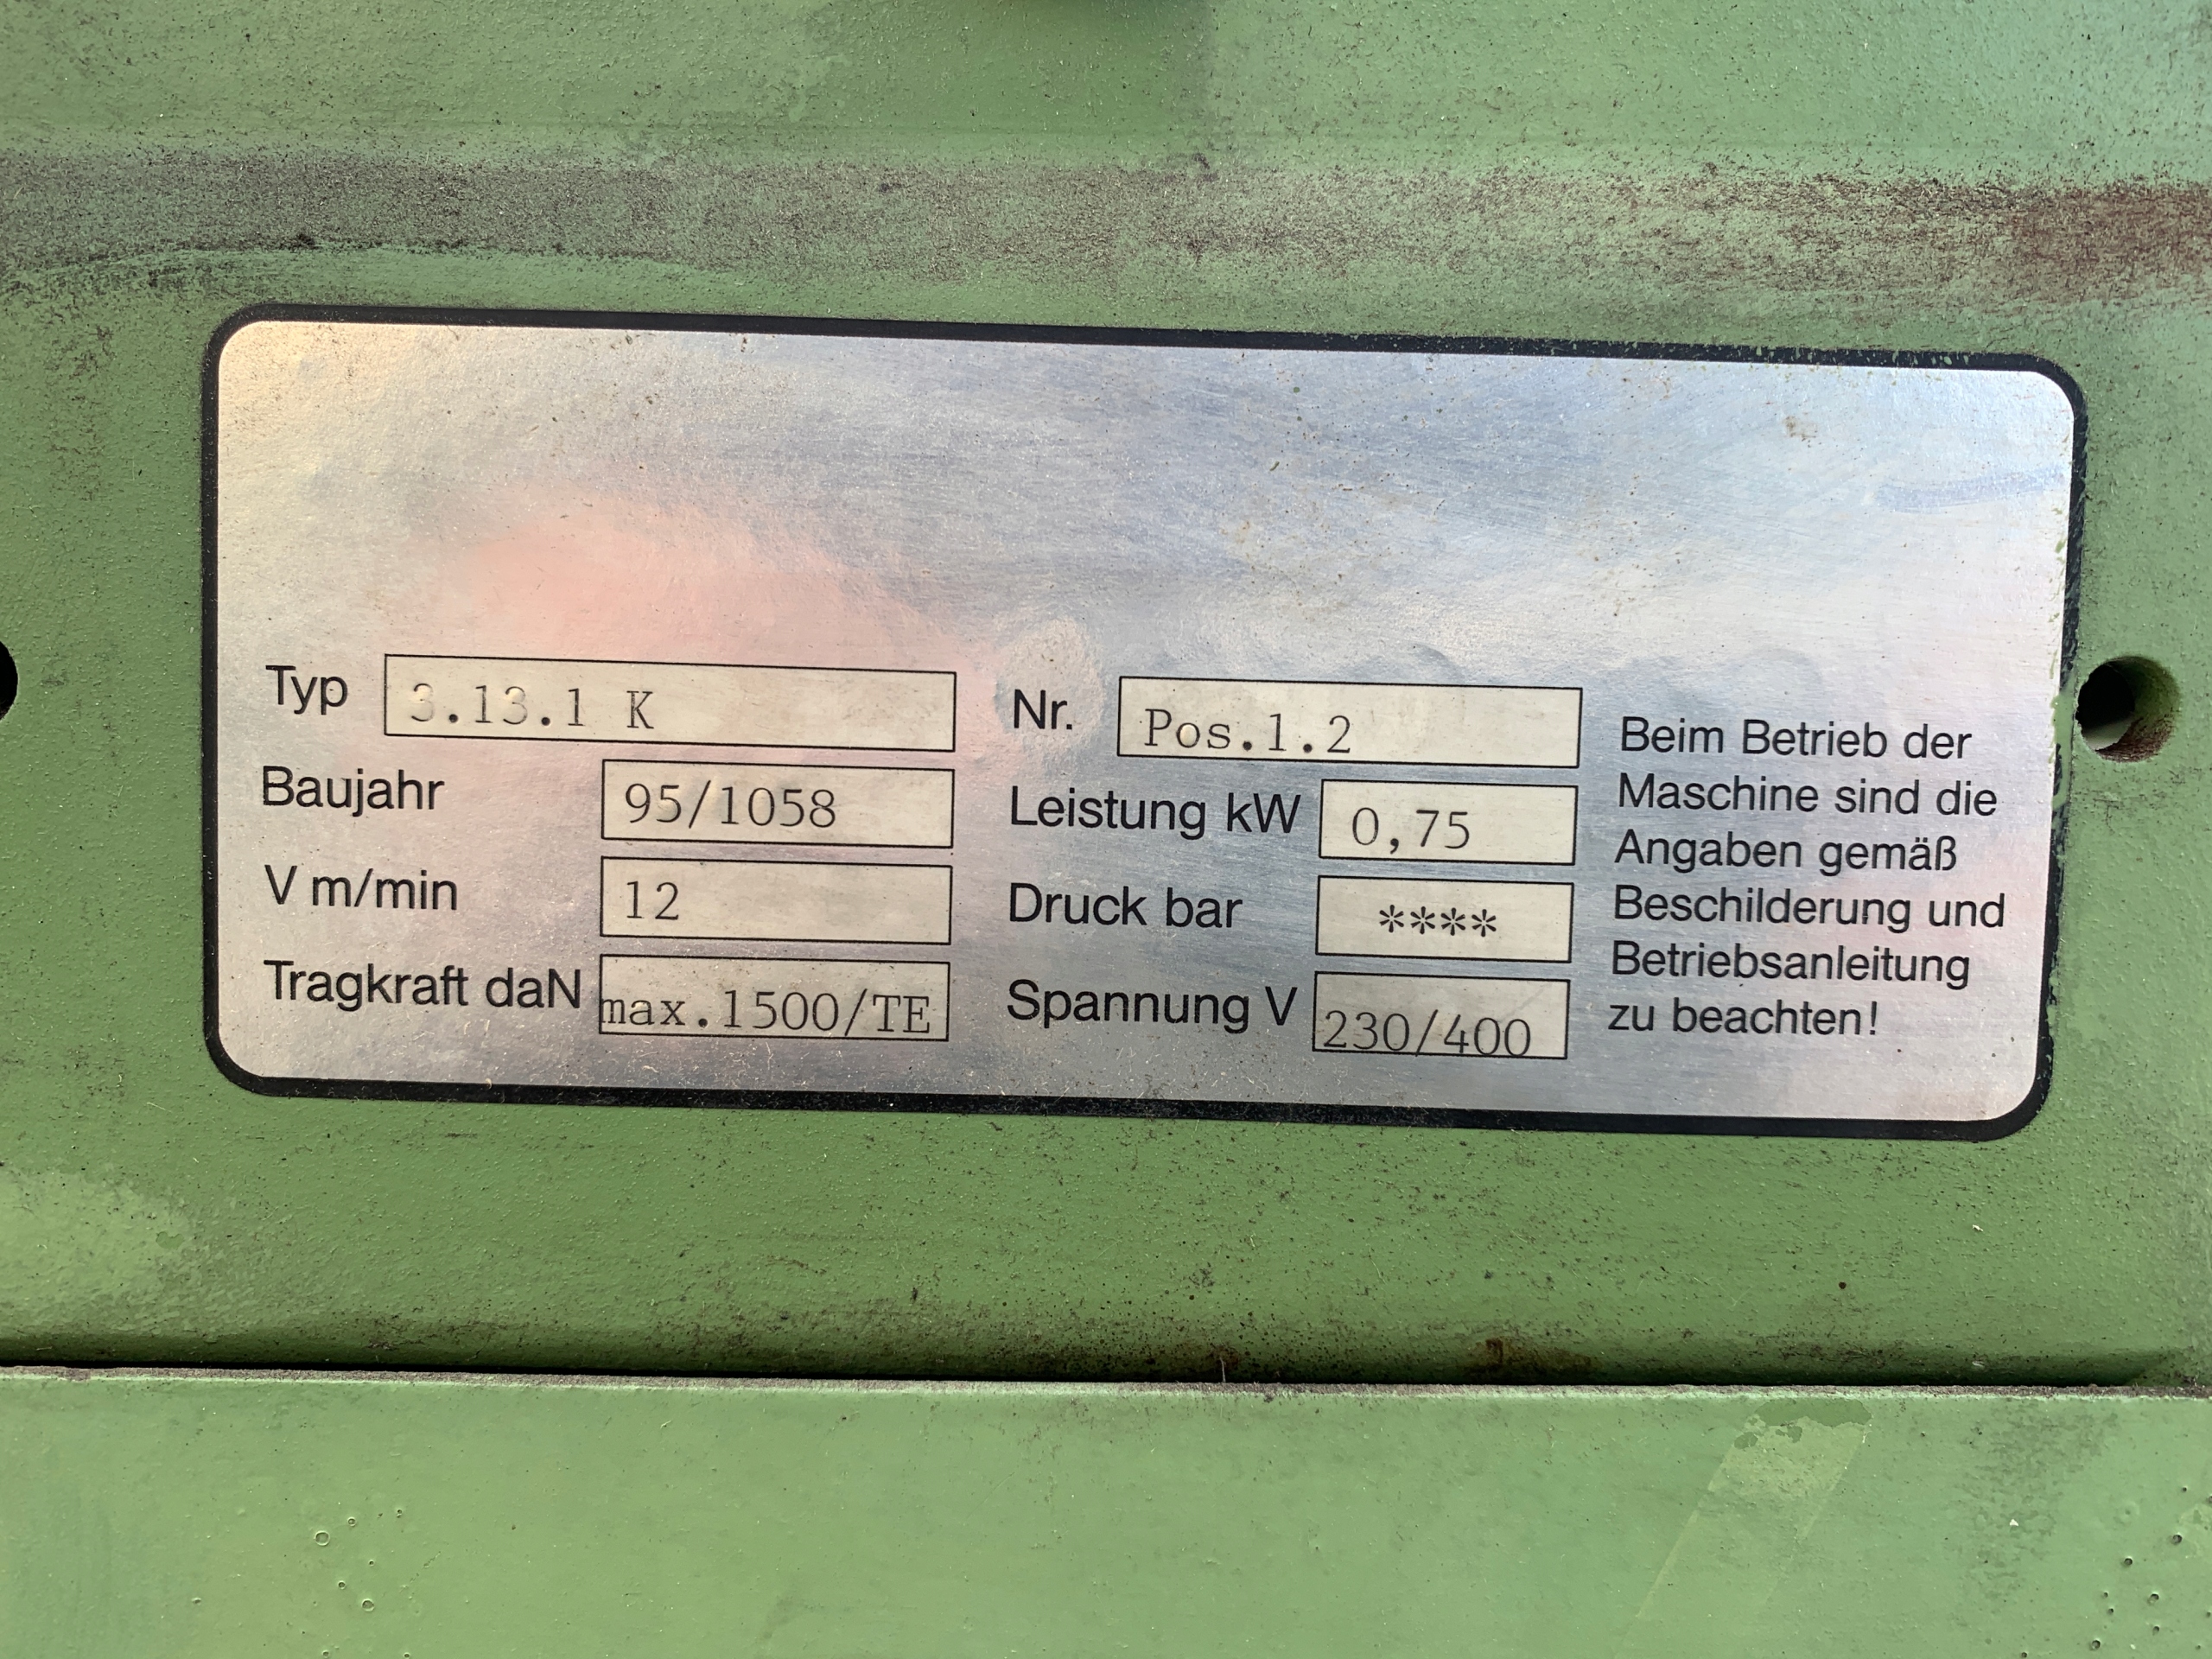 Typ 3.13.1 K
Baujahr 95/1058
V m/min 12
Tragkraft daN max.1500/TE
Nr. Pos.1.2
Leistung kW 0,75
Druck bar ****
Spannung V 230/400
Beim Betrieb der
Maschine sind die
Angaben gemäß
Beschilderung und
Betriebsanleitung
zu beachten!